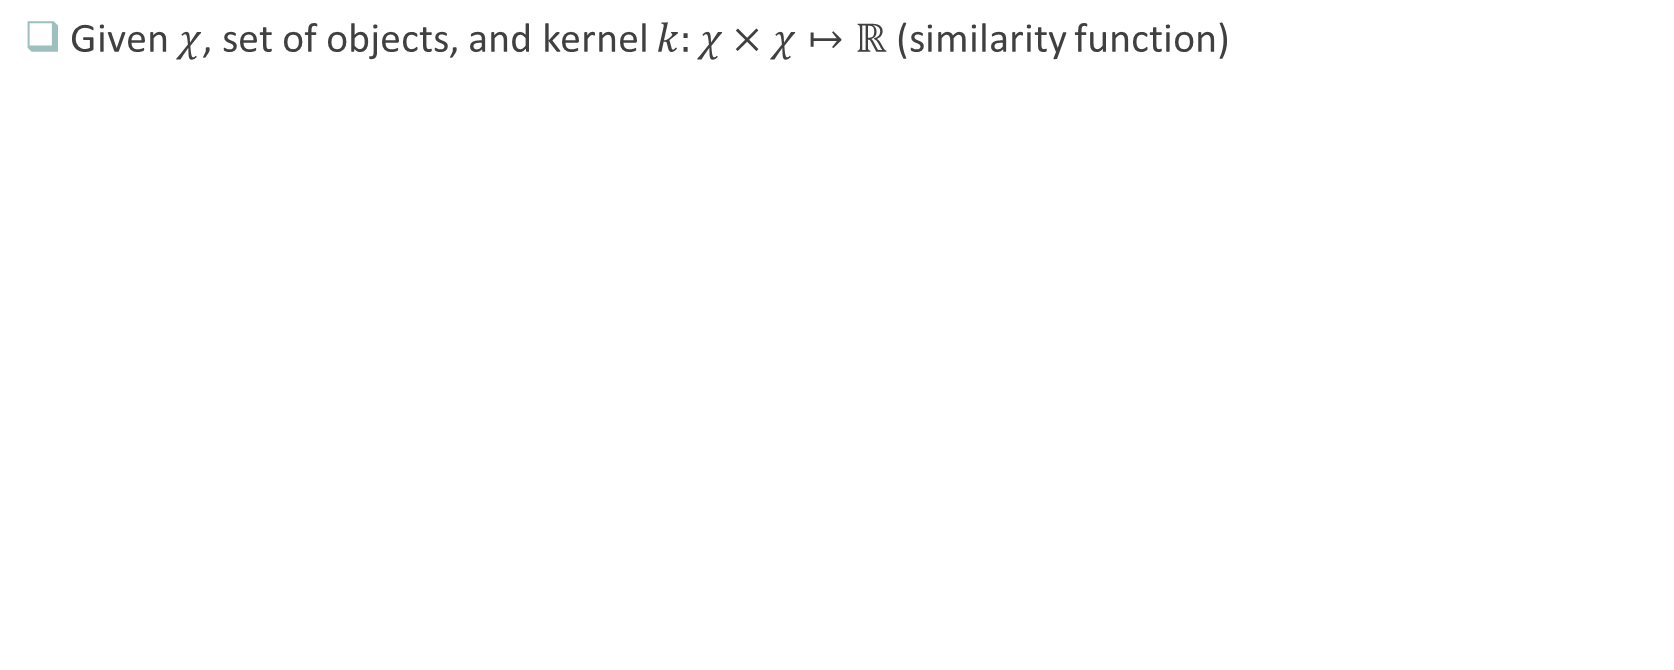 ❑ Given 𝜒, set of objects, and kernel 𝑘: 𝜒 × 𝜒 ↦ ℝ (similarity function)